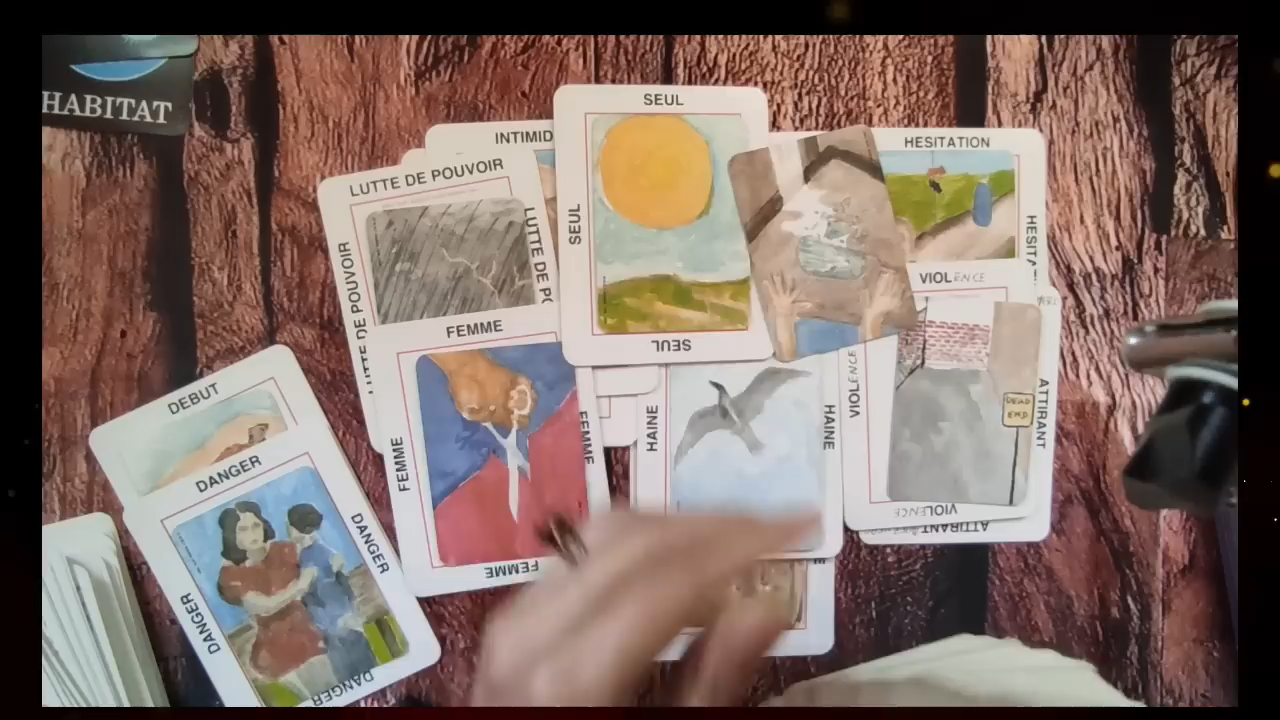 HABITAT
SEUL
SEUL
SEUL
INTIMID
HESITATION
HESITA
LUTTE DE POUVOIR
LUTTE DE POUVOIR
LUTTE DE PO
VIOLENCE
VIOLENCE
VIOLENCE
DEAD
END
ATTIRANT
ATTIRANT
FEMME
FEMME
FEMME
FEMME
HAINE
HAINE
DEBUT
DANGER
DANGER
DANGER
DANGER